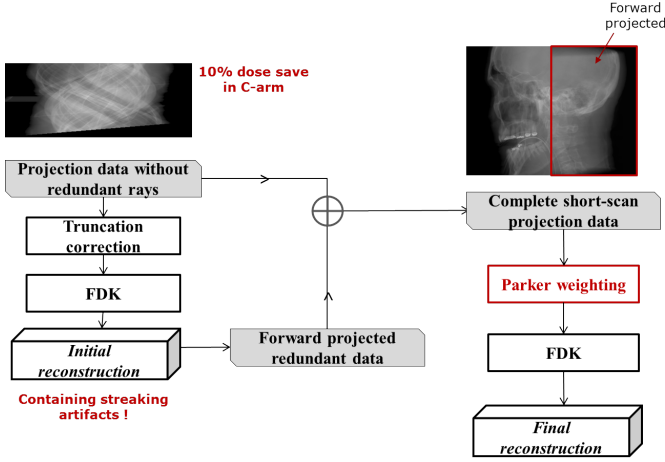 Forward
projected
10% dose save
in C-arm
Projection data without
redundant rays
Truncation
correction
FDK
Initial
reconstruction
Containing streaking
artifacts !
Forward projected
redundant data
Complete short-scan
projection data
Parker weighting
FDK
Final
reconstruction